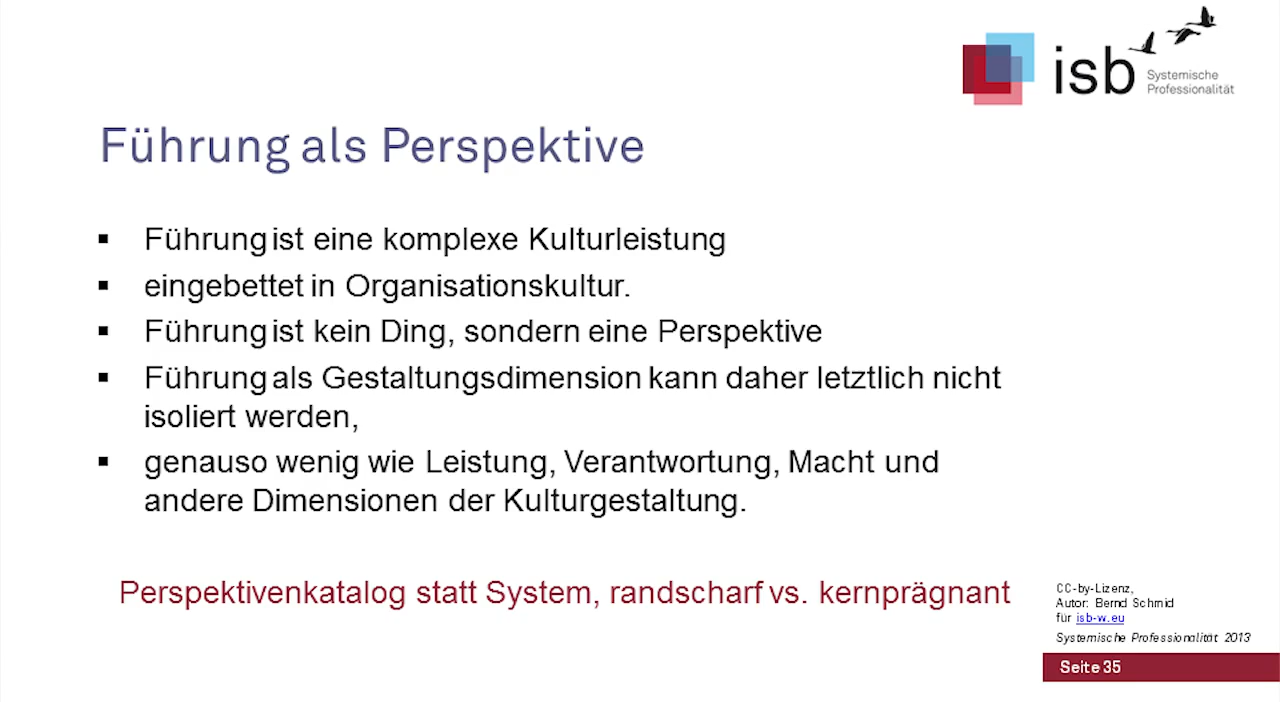 isb
Systemische
Professionalität
Führung als Perspektive
▪ Führung ist eine komplexe Kulturleistung
▪ eingebettet in Organisationskultur.
▪ Führung ist kein Ding, sondern eine Perspektive
▪ Führung als Gestaltungsdimension kann daher letztlich nicht
isoliert werden,
▪ genauso wenig wie Leistung, Verantwortung, Macht und
andere Dimensionen der Kulturgestaltung.
Perspektivenkatalog statt System, randscharf vs. kernprägnant
CC-by-Lizenz,
Autor: Bernd Schmid
für isb-w.eu
Systemische Professionalität 2013
Seite 35